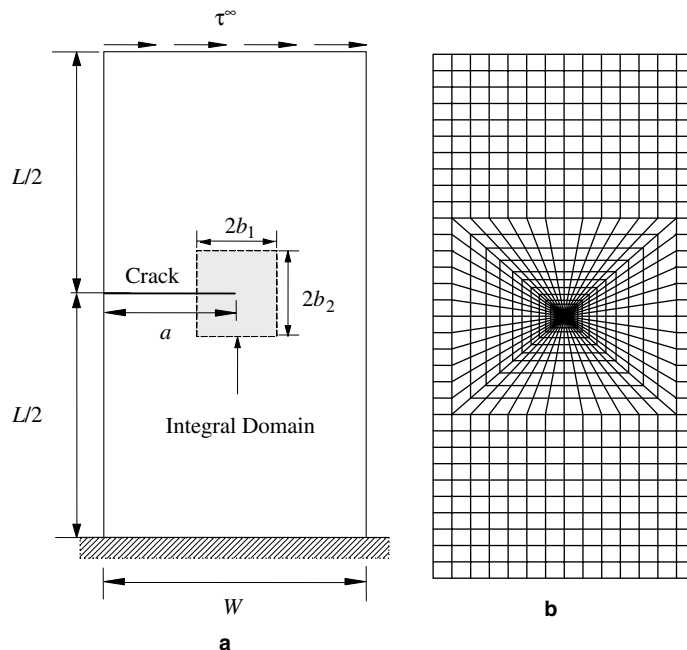 τ∞
L/2
2b1
Crack
2b2
a
L/2
Integral Domain
W
a
b